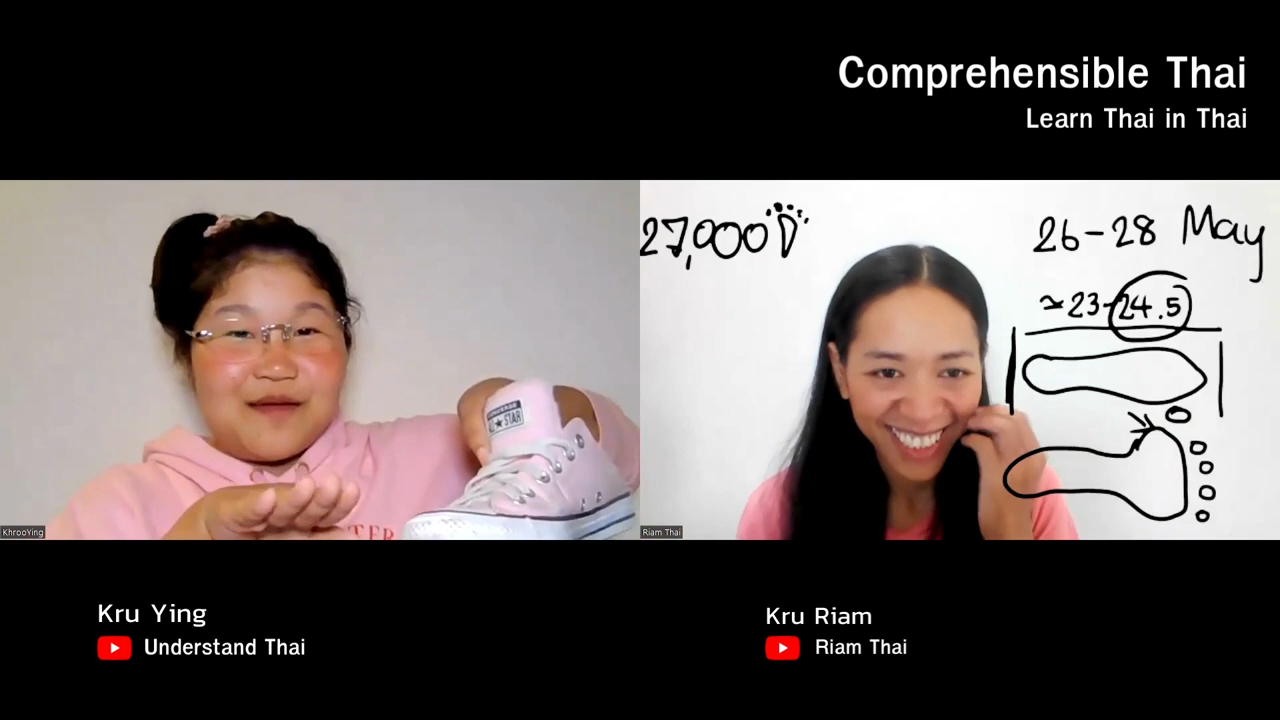 Comprehensible Thai
Learn Thai in Thai
27,000
26-28 May
≈23-24.5
CONVERSE
ALL★STAR
KhrooYing
Riam Thai
Kru Ying
Understand Thai
Kru Riam
Riam Thai